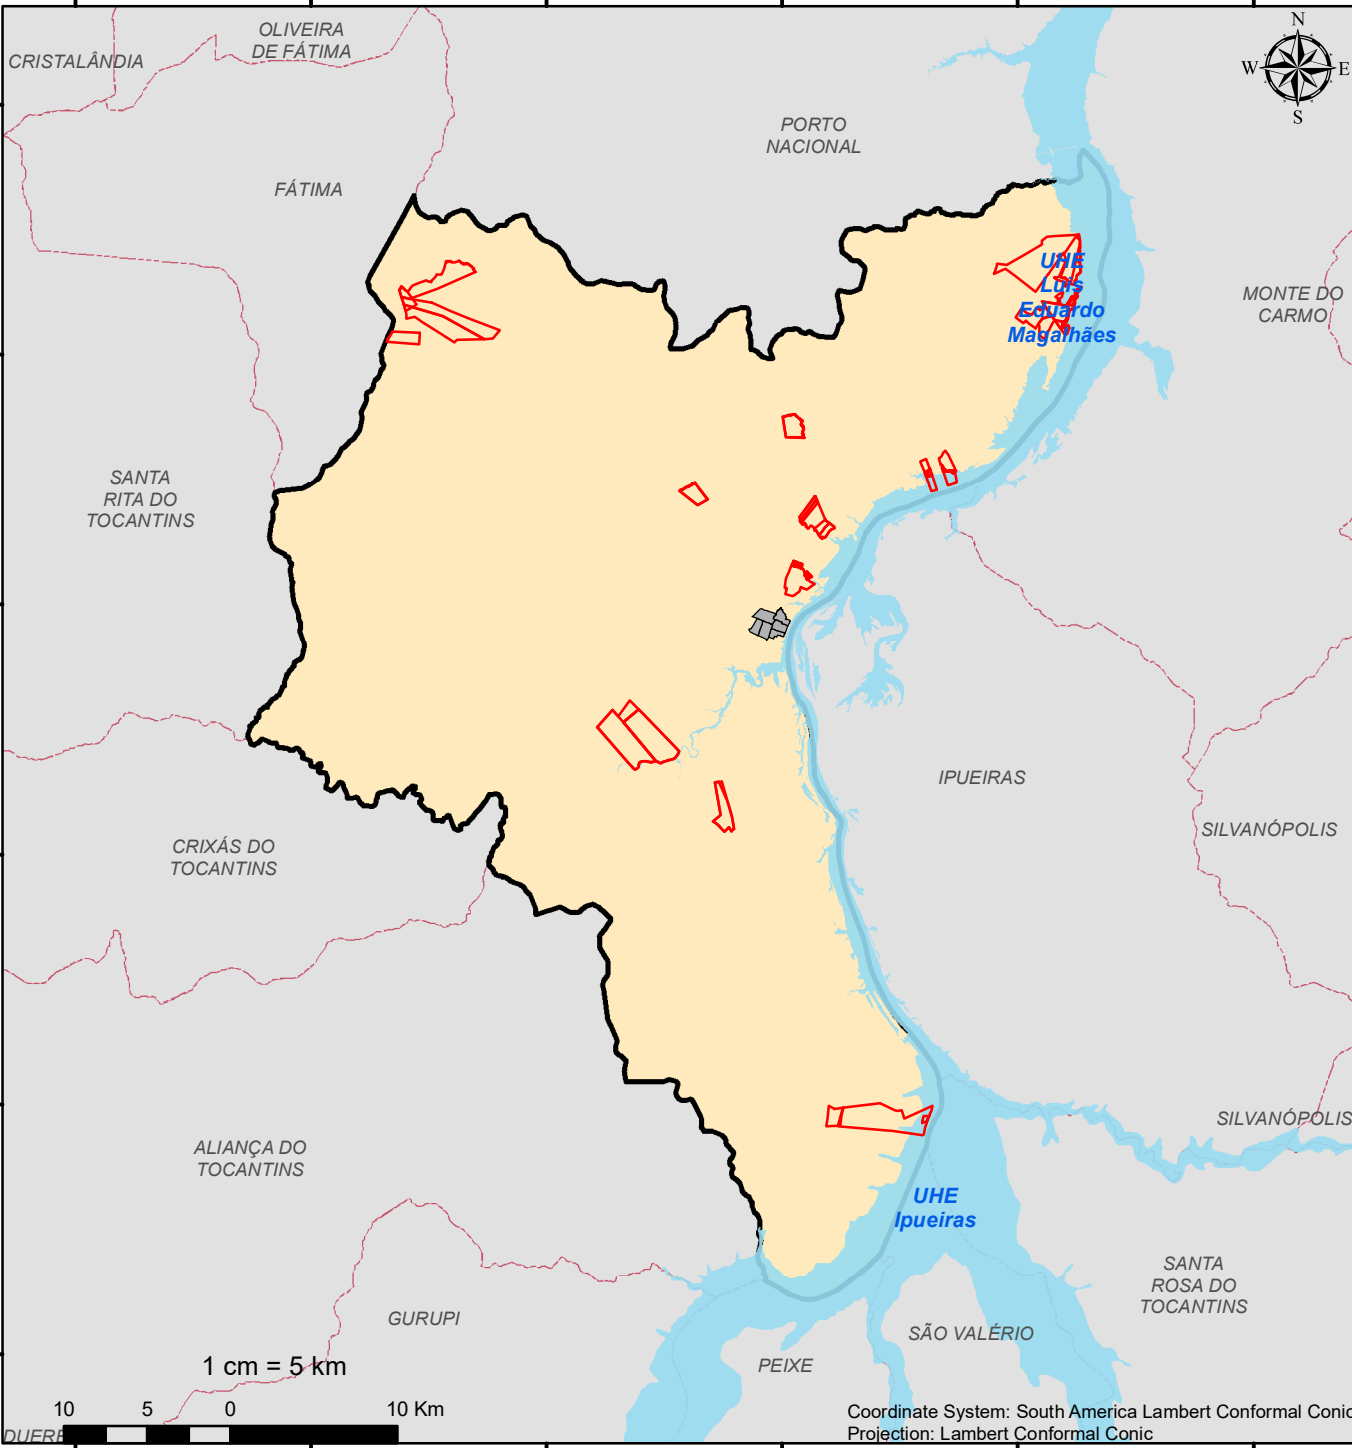 OLIVEIRA
DE FÁTIMA
CRISTALÂNDIA
N
W E
S
PORTO
NACIONAL
FÁTIMA
UHE
Luís
Eduardo
Magalhães
MONTE DO
CARMO
SANTA
RITA DO
TOCANTINS
IPUEIRAS
SILVANÓPOLIS
CRIXÁS DO
TOCANTINS
SILVANÓPOLIS
ALIANÇA DO
TOCANTINS
UHE
Ipueiras
SANTA
ROSA DO
TOCANTINS
GURUPI
SÃO VALÉRIO
PEIXE
1 cm = 5 km
10 5 0 10 Km
DUERÉ
Coordinate System: South America Lambert Conformal Conic
Projection: Lambert Conformal Conic